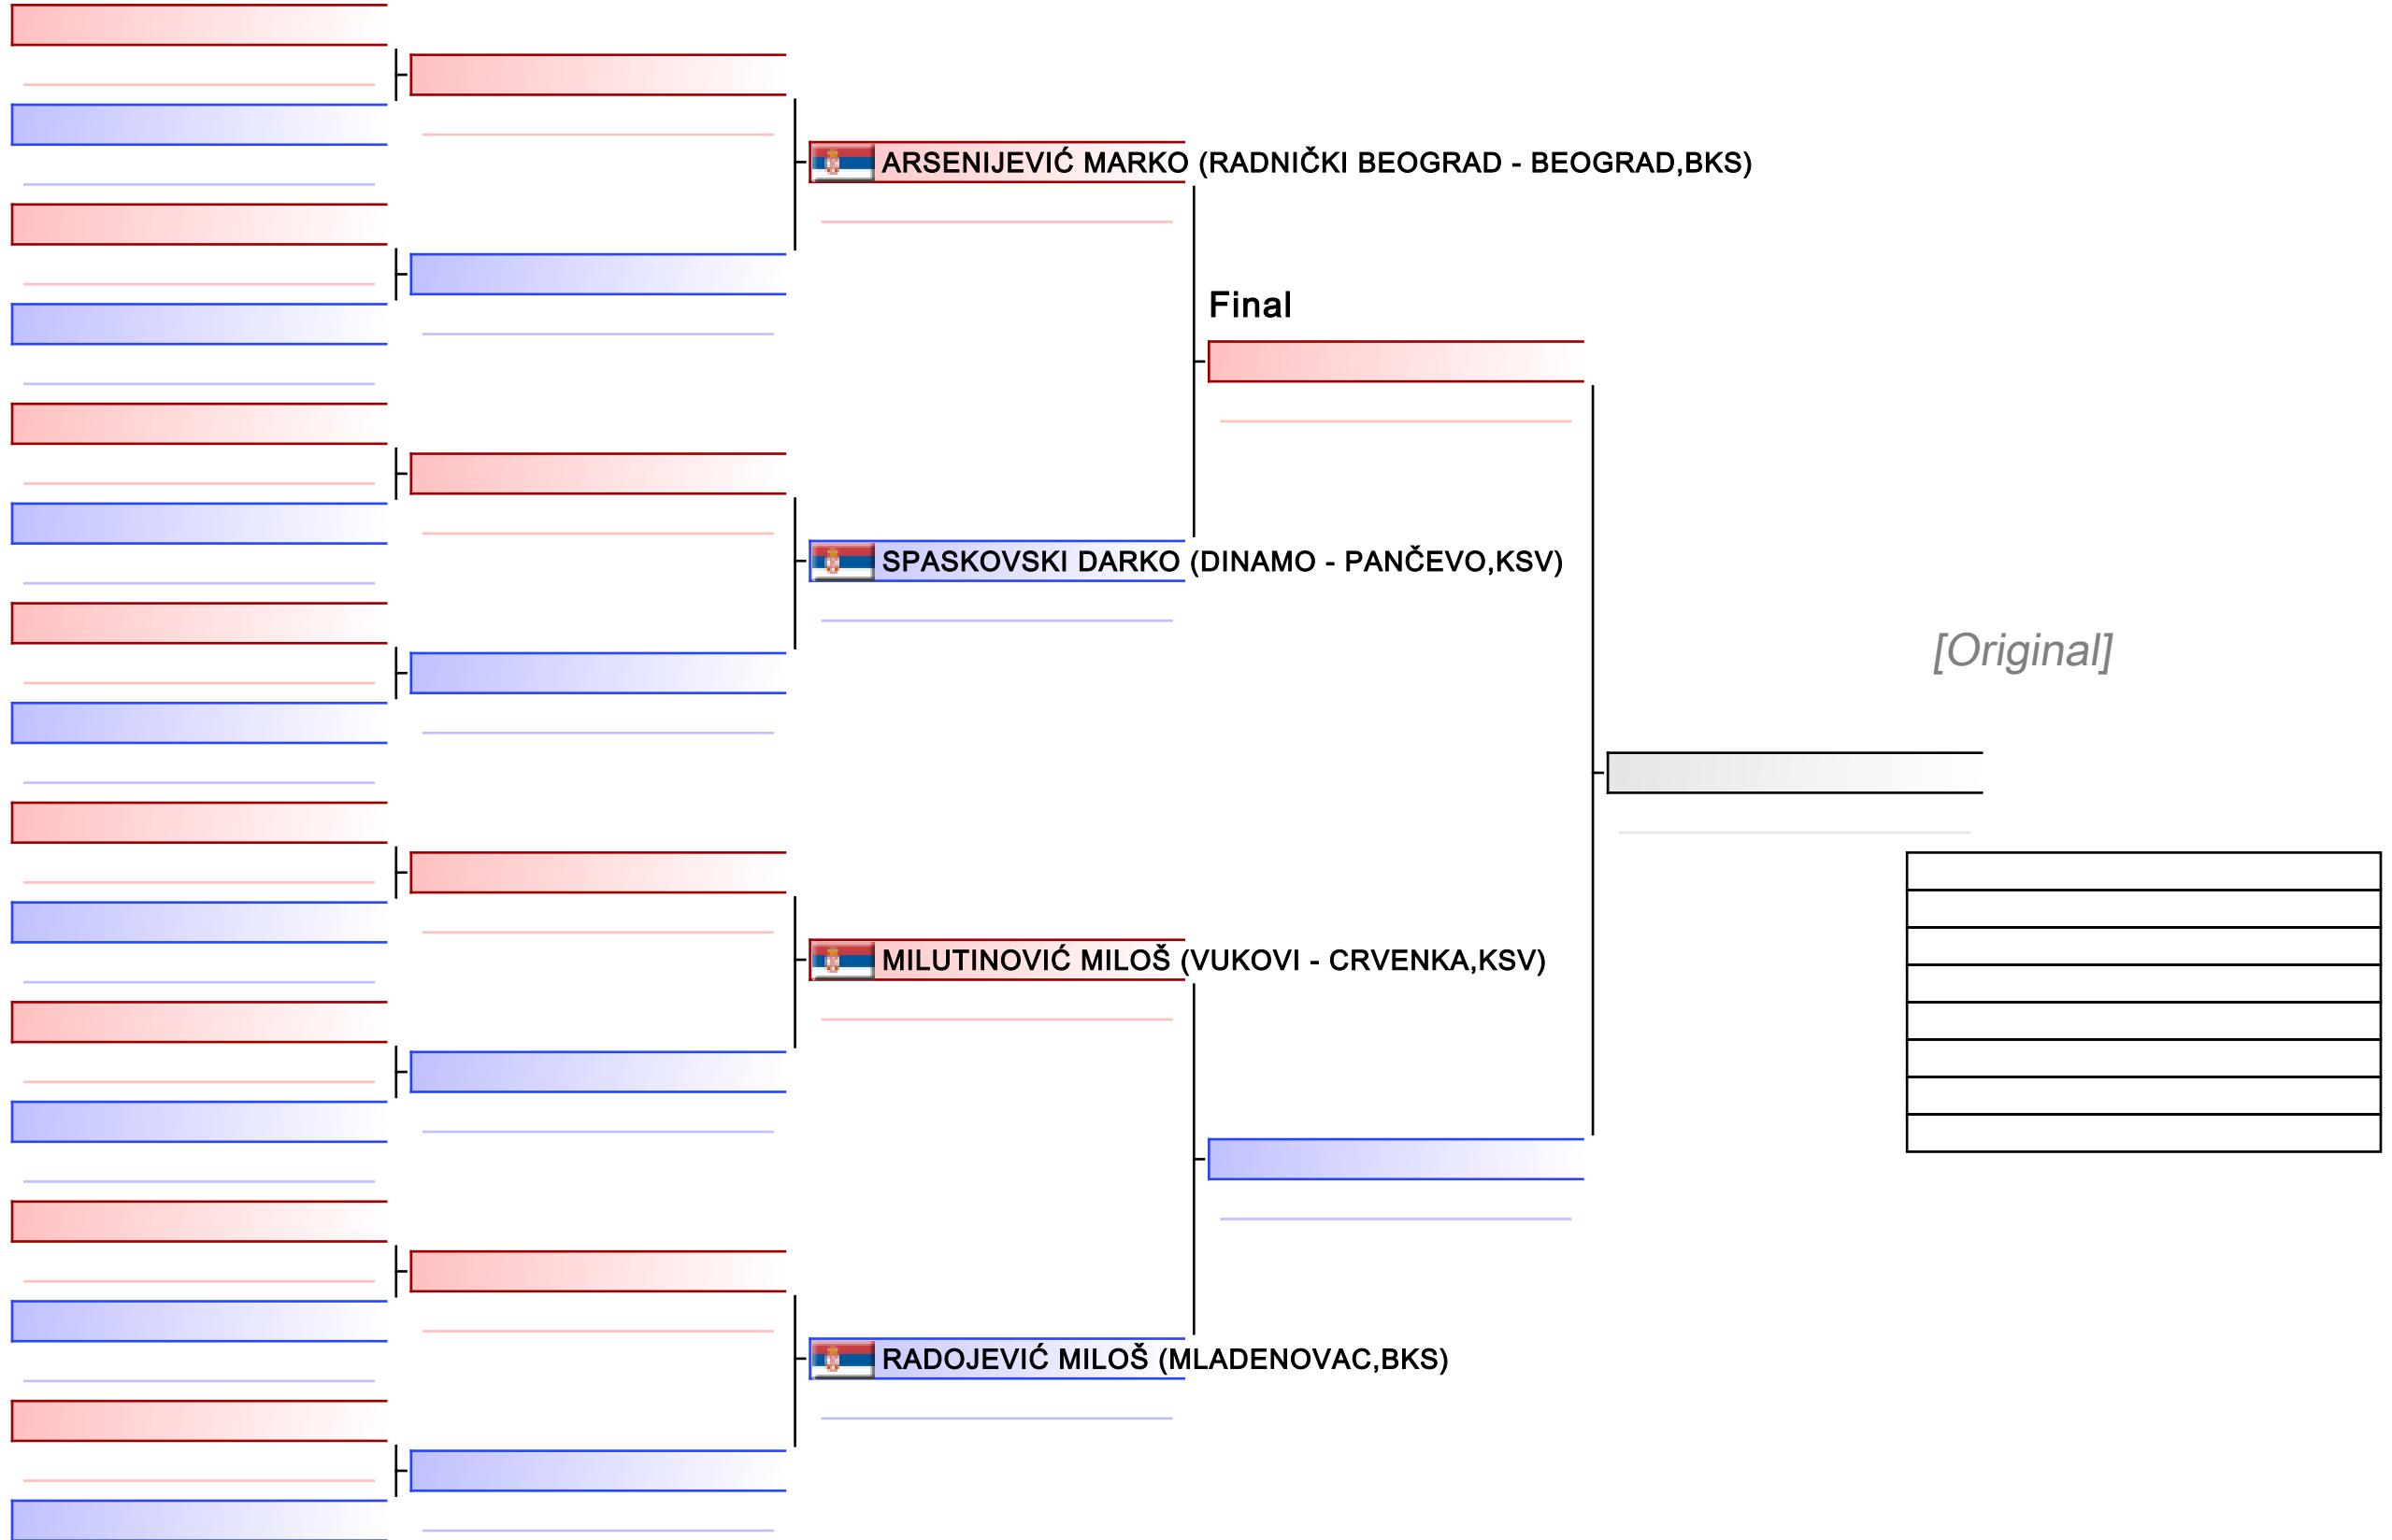 ARSENIJEVIĆ MARKO (RADNIČKI BEOGRAD - BEOGRAD,BKS)
Final
SPASKOVSKI DARKO (DINAMO - PANČEVO,KSV)
[Original]
MILUTINOVIĆ MILOŠ (VUKOVI - CRVENKA,KSV)
RADOJEVIĆ MILOŠ (MLADENOVAC,BKS)